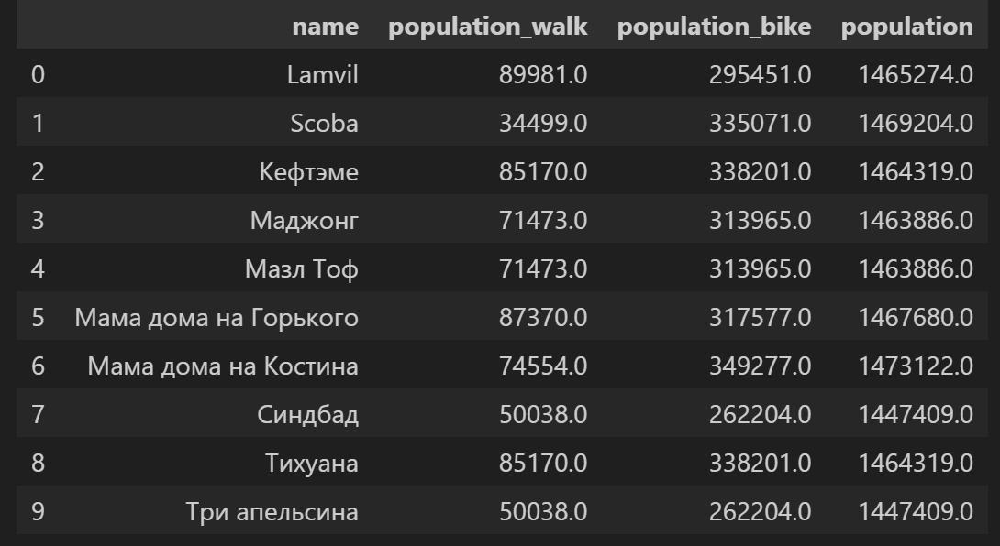 name population_walk population_bike population
0 Lamvil 89981.0 295451.0 1465274.0
1 Scoba 34499.0 335071.0 1469204.0
2 Кефтэме 85170.0 338201.0 1464319.0
3 Маджонг 71473.0 313965.0 1463886.0
4 Мазл Тоф 71473.0 313965.0 1463886.0
5 Мама дома на Горького 87370.0 317577.0 1467680.0
6 Мама дома на Костина 74554.0 349277.0 1473122.0
7 Синдбад 50038.0 262204.0 1447409.0
8 Тихуана 85170.0 338201.0 1464319.0
9 Три апельсина 50038.0 262204.0 1447409.0